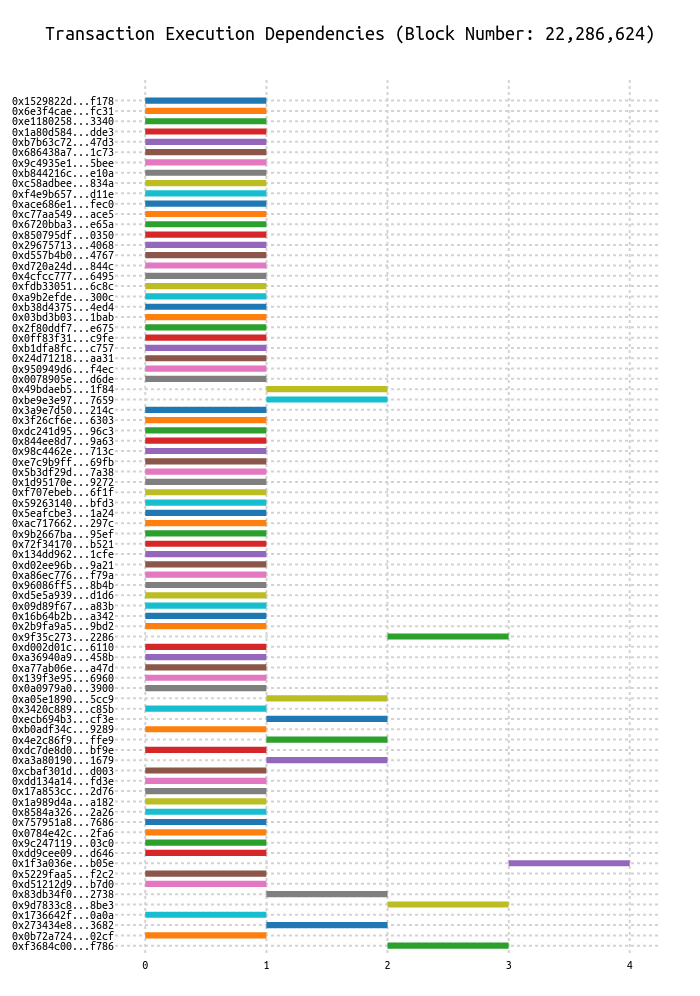 Transaction Execution Dependencies (Block Number: 22,286,624)
0x1529822d...f178
0x6e3f4cae...fc31
0xe1180258...3340
0x1a80d584...dde3
0xb7b63c72...47d3
0x686438a7...1c73
0x9c4935e1...5bee
0xb844216c...e10a
0xc58adbee...834a
0xf4e9b657...d11e
0xace686e1...fec0
0xc77aa549...ace5
0x6720bba3...e65a
0x850795df...0350
0x29675713...4068
0xd557b4b0...4767
0xd720a24d...844c
0x4cfcc777...6495
0xfdb33051...6c8c
0xa9b2efde...300c
0xb38d4375...4ed4
0x03bd3b03...1bab
0x2f80ddf7...e675
0x0ff83f31...c9fe
0xb1dfa8fc...c757
0x24d71218...aa31
0x950949d6...f4ec
0x0078905e...d6de
0x49bdaeb5...1f84
0xbe9e3e97...7659
0x3a9e7d50...214c
0x3f26cf6e...6303
0xdc241d95...96c3
0x844ee8d7...9a63
0x98c4462e...713c
0xe7c9b9ff...69fb
0x5b3df29d...7a38
0x1d95170e...9272
0xf707ebeb...6f1f
0x59263140...bfd3
0x5eafcbe3...1a24
0xac717662...297c
0x9b2667ba...95ef
0x72f34170...b521
0x134dd962...1cfe
0xd02ee96b...9a21
0xa86ec776...f79a
0x96086ff5...8b4b
0xd5e5a939...d1d6
0x09d89f67...a83b
0x16b64b2b...a342
0x2b9fa9a5...9bd2
0x9f35c273...2286
0xd002d01c...6110
0xa36940a9...458b
0xa77ab06e...a47d
0x139f3e95...6960
0x0a0979a0...3900
0xa05e1890...5cc9
0x3420c889...c85b
0xecb694b3...cf3e
0xb0adf34c...9289
0x4e2c86f9...ffe9
0xdc7de8d0...bf9e
0xa3a80190...1679
0xcbaf301d...d003
0xdd134a14...fd3e
0x17a853cc...2d76
0x1a989d4a...a182
0x8584a326...2a26
0x757951a8...7686
0x0784e42c...2fa6
0x9c247119...03c0
0xdd9cee09...d646
0x1f3a036e...b05e
0x5229faa5...f2c2
0xd51212d9...b7d0
0x83db34f0...2738
0x9d7833c8...8be3
0x1736642f...0a0a
0x273434e8...3682
0x0b72a724...02cf
0xf3684c00...f786
0 1 2 3 4